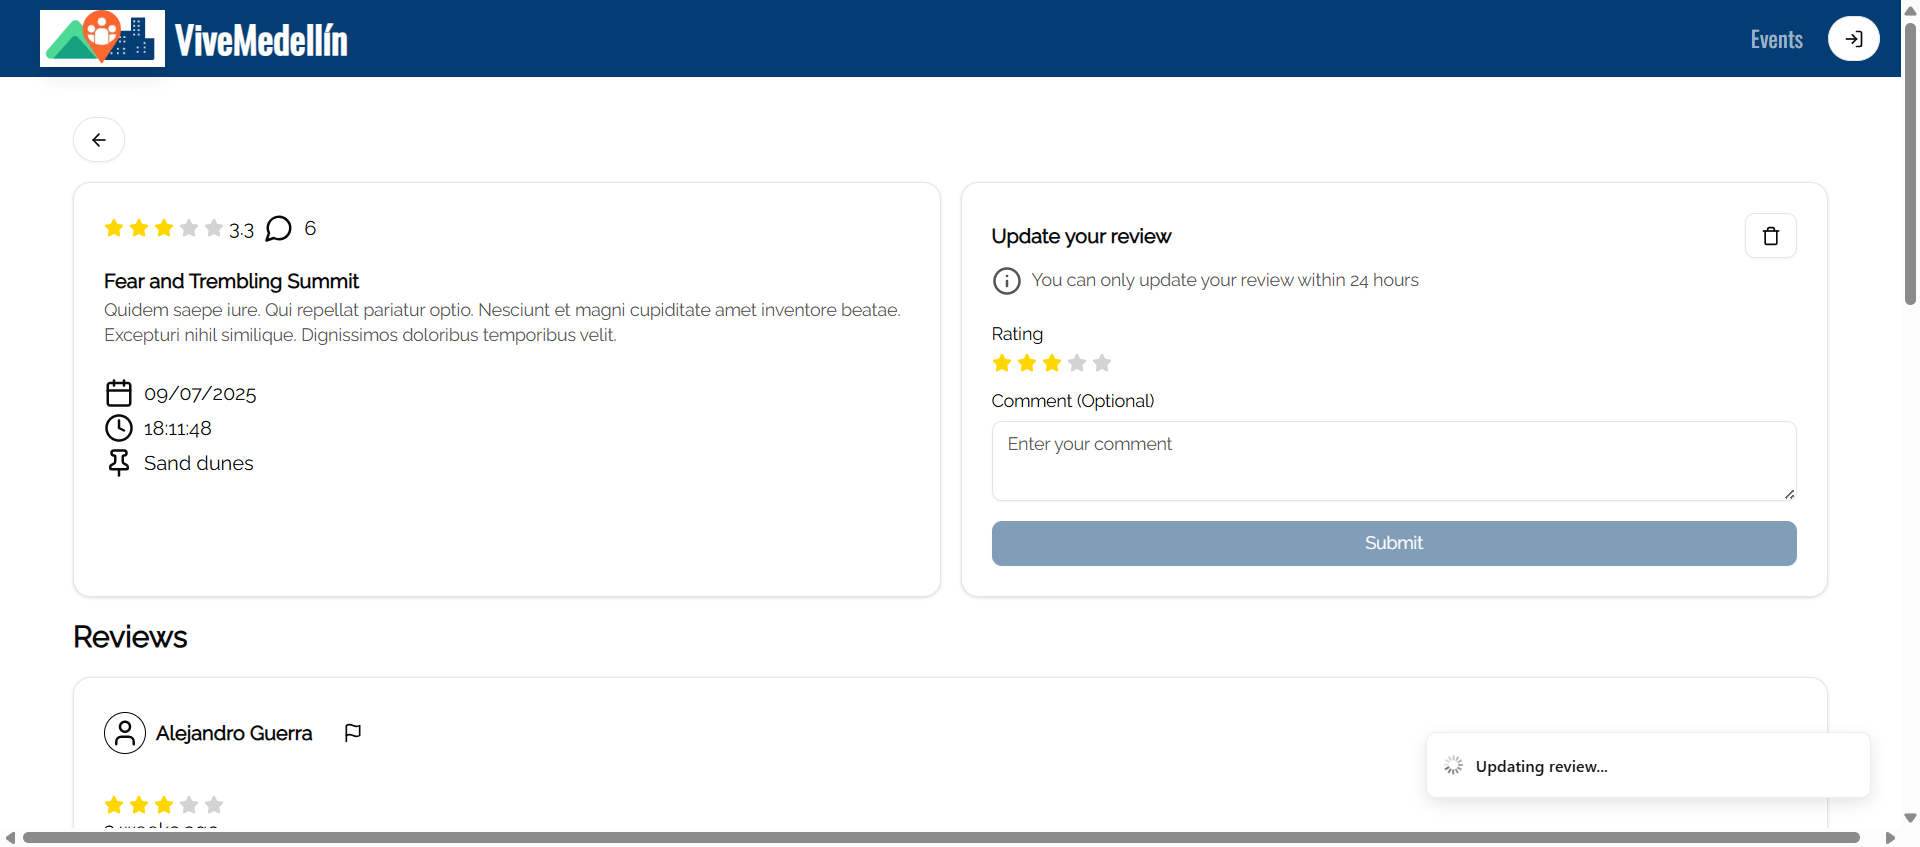 ViveMedellín
Events
3.3
6
Fear and Trembling Summit
Quidem saepe iure. Qui repellat pariatur optio. Nesciunt et magni cupiditate amet inventore beatae.
Excepturi nihil similique. Dignissimos doloribus temporibus velit.
09/07/2025
18:11:48
Sand dunes
Update your review
You can only update your review within 24 hours
Rating
Comment (Optional)
Enter your comment
Submit
Reviews
Alejandro Guerra
Updating review...